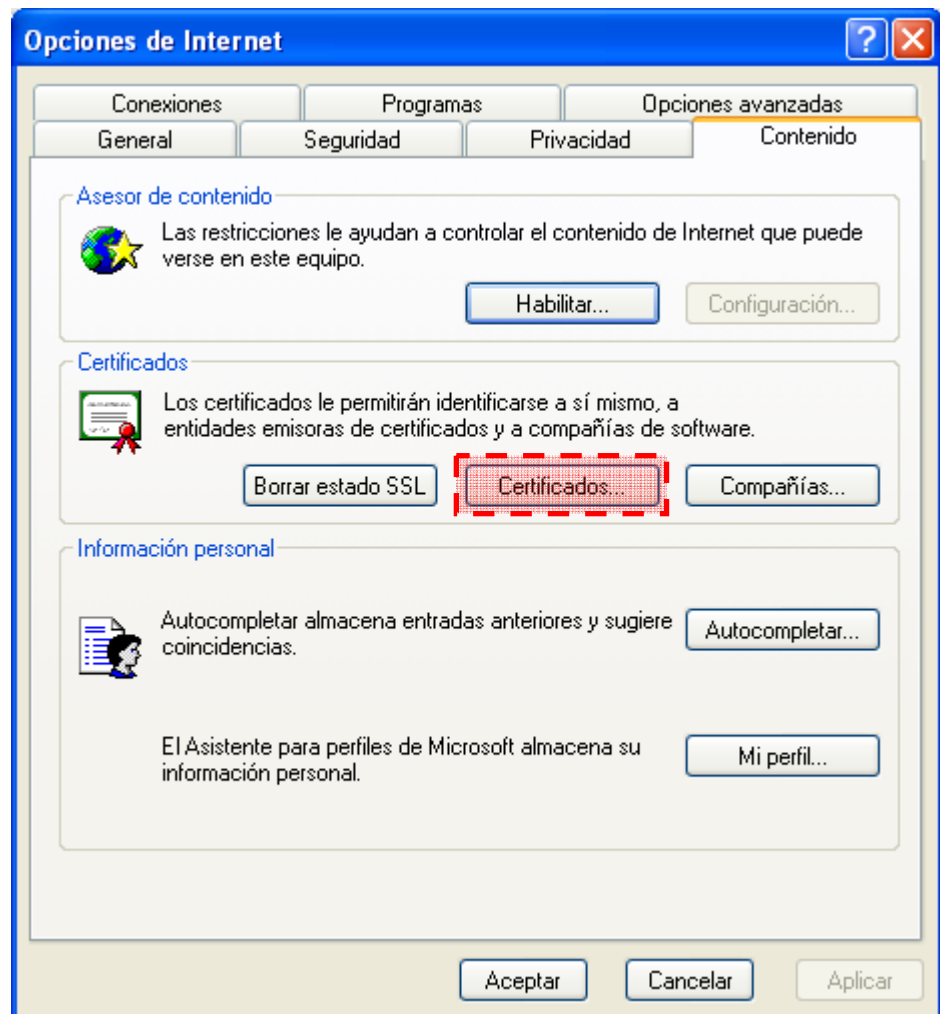 Opciones de Internet
Conexiones
Programas
Opciones avanzadas
General
Seguridad
Privacidad
Contenido
Asesor de contenido
Las restricciones le ayudan a controlar el contenido de Internet que puede
verse en este equipo.
Habilitar...
Configuración...
Certificados
Los certificados le permitirán identificarse a sí mismo, a
entidades emisoras de certificados y a compañías de software.
Borrar estado SSL
Certificados...
Compañías...
Información personal
Autocompletar almacena entradas anteriores y sugiere
coincidencias.
Autocompletar...
El Asistente para perfiles de Microsoft almacena su
información personal.
Mi perfil...
Aceptar
Cancelar
Aplicar